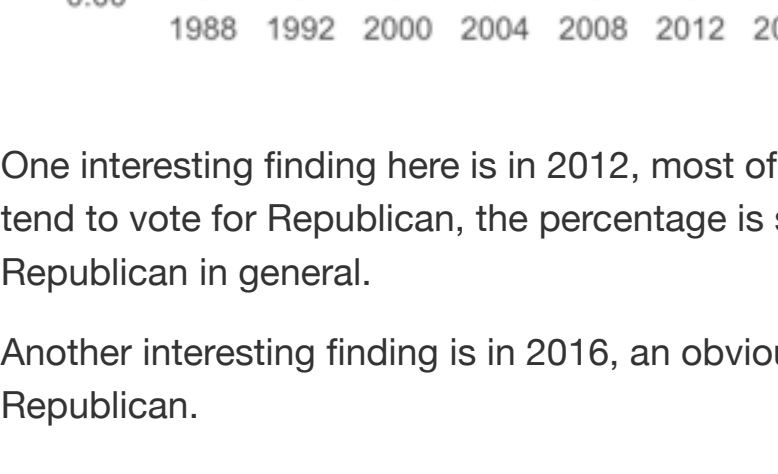 1988 1992 2000 2004 2008 2012
One interesting finding here is in 2012, most of
tend to vote for Republican, the percentage is
Republican in general.
Another interesting finding is in 2016, an
Republican.